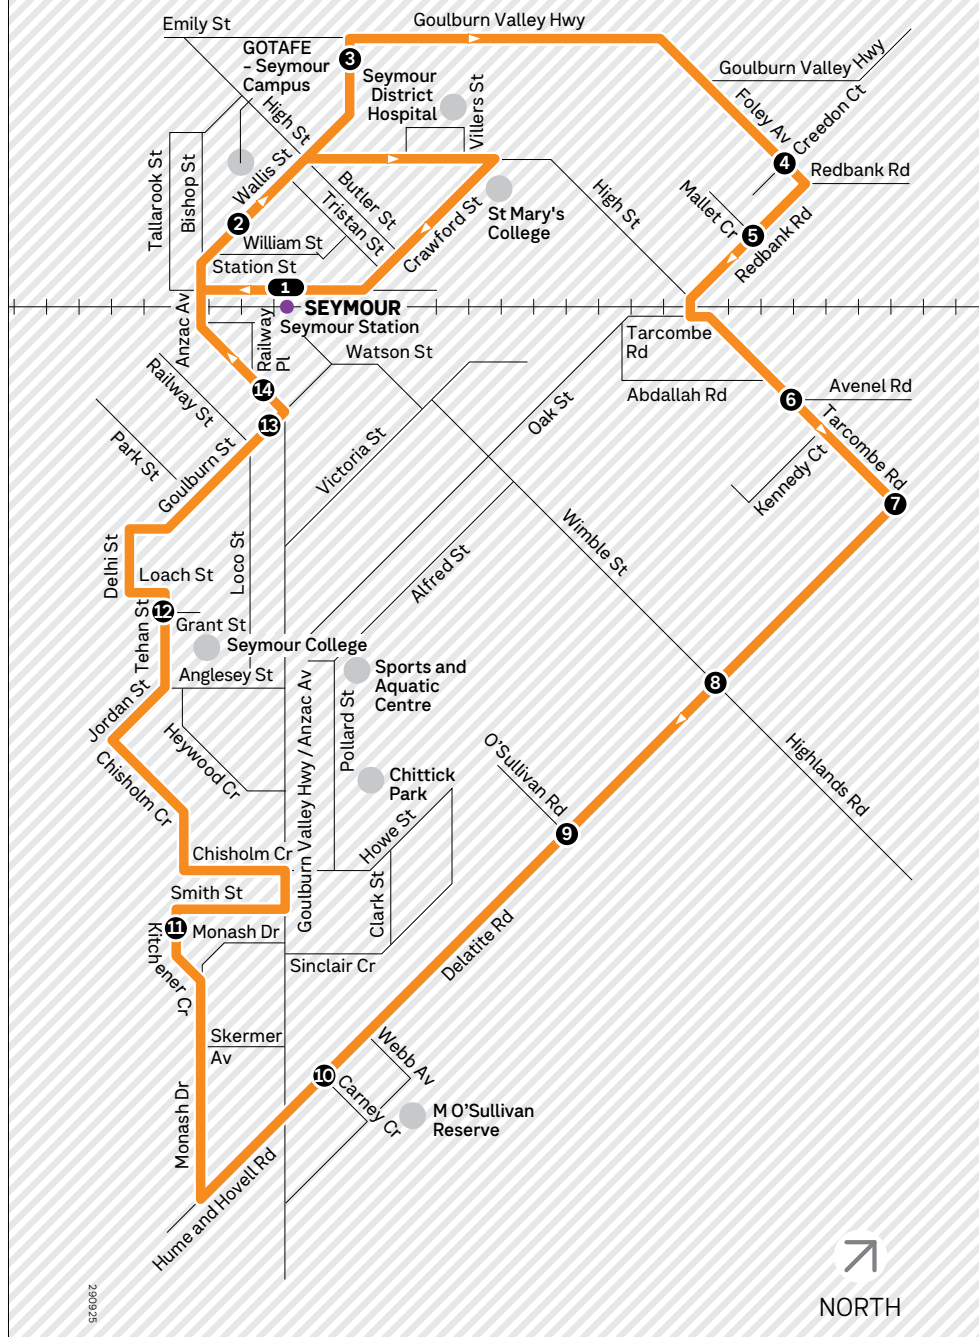 Emily St
Goulburn Valley Hwy
GOTAFE
– Seymour
Campus
3
Seymour
District
Hospital
Villers St
Goulburn Valley Hwy
Foley Av
Creedon Ct
High St
4
Redbank Rd
Tallarook St
Bishop St
Wallis St
Butler St
Tristan St
High St
Mallet Cr
St Mary's
College
2
William St
Crawford St
5
Redbank Rd
Station St
1
SEYMOUR
Seymour Station
Anzac Av
Railway Pl
Watson St
Tarcombe
Rd
Abdallah Rd
6
Avenel Rd
Railway St
14
13
Park St
Goulburn St
Victoria St
Oak St
Tarcombe Rd
Kennedy Ct
7
Delhi St
Loach St
Loco St
Alfred St
Wimble St
12
Tehan St
Grant St
Seymour College
Anglesey St
Sports and
Aquatic
Centre
8
Jordan St
Heywood Cr
Goulburn Valley Hwy / Anzac Av
Pollard St
O'Sullivan Rd
Highlands Rd
Chisholm Cr
Chittick
Park
9
Chisholm Cr
Howe St
Smith St
Clark St
11
Kitchener Cr
Monash Dr
Sinclair Cr
Delatite Rd
Skermer
Av
Webb Av
10
Carney Cr
M O'Sullivan
Reserve
Monash Dr
Hume and Hovell Rd
NORTH
290925